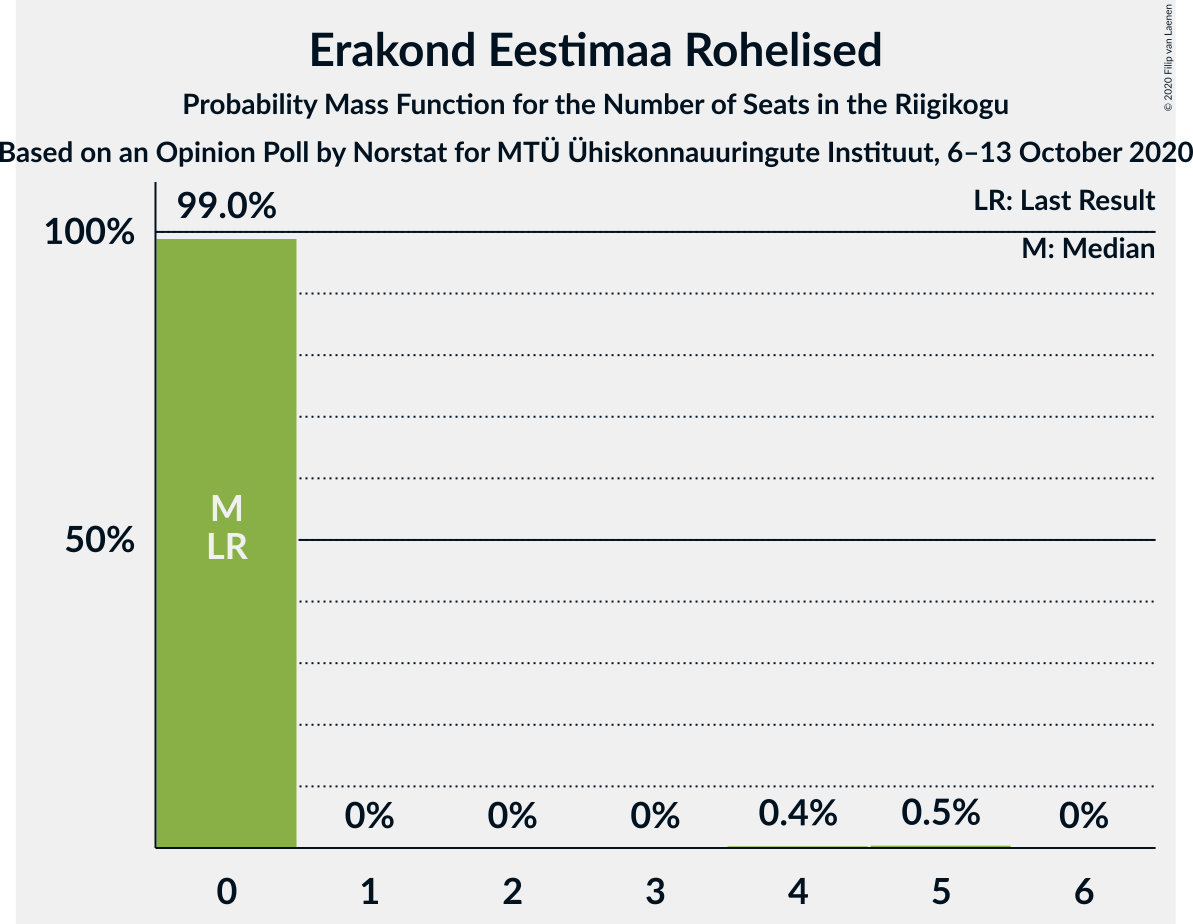 Erakond Eestimaa Rohelised
Probability Mass Function for the Number of Seats in the Riigikogu
Based on an Opinion Poll by Norstat for MTÜ Ühiskonnauuringute Instituut, 6–13 October 2020
© 2020 Filip van Laenen
LR: Last Result
M: Median
99.0%
100%
50%
M
LR
0%
0%
0%
0.4%
0.5%
0%
0
1
2
3
4
5
6